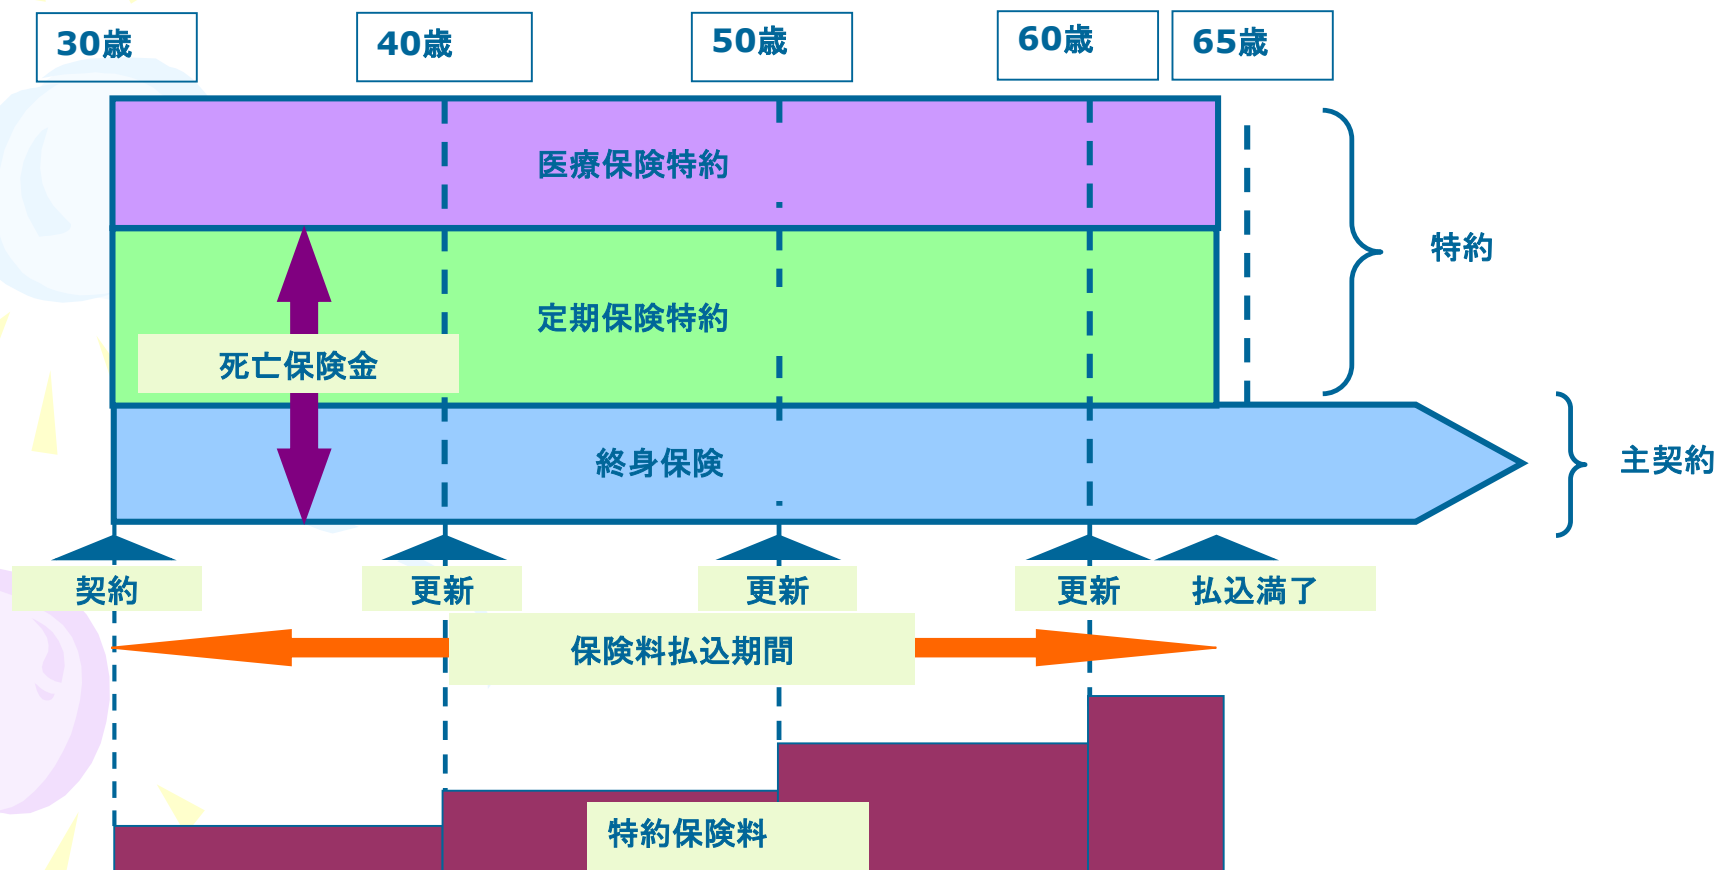 30歳
40歳
50歳
60歳
65歳
医療保険特約
特約
定期保険特約
死亡保険金
終身保険
主契約
契約
更新
更新
更新
払込満了
保険料払込期間
特約保険料